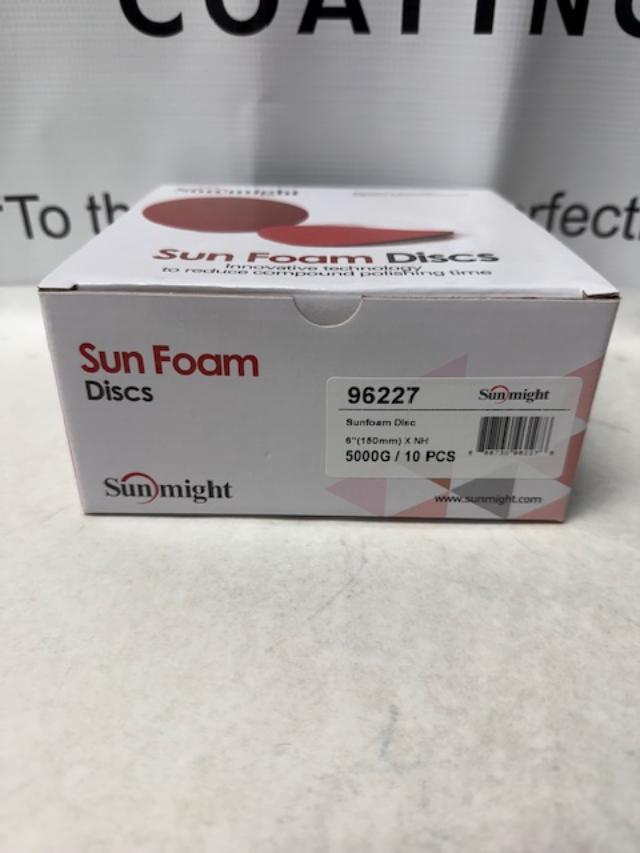 COATING
To th
erfecti
Sunmight
Sun Foam Discs
Innovative technology
to reduce compound polishing time
Sun Foam
Discs
96227
Sunmight
Sunfoam Disc
6"(150mm) X NH
5000G / 10 PCS
Sunmight
www.sunmight.com